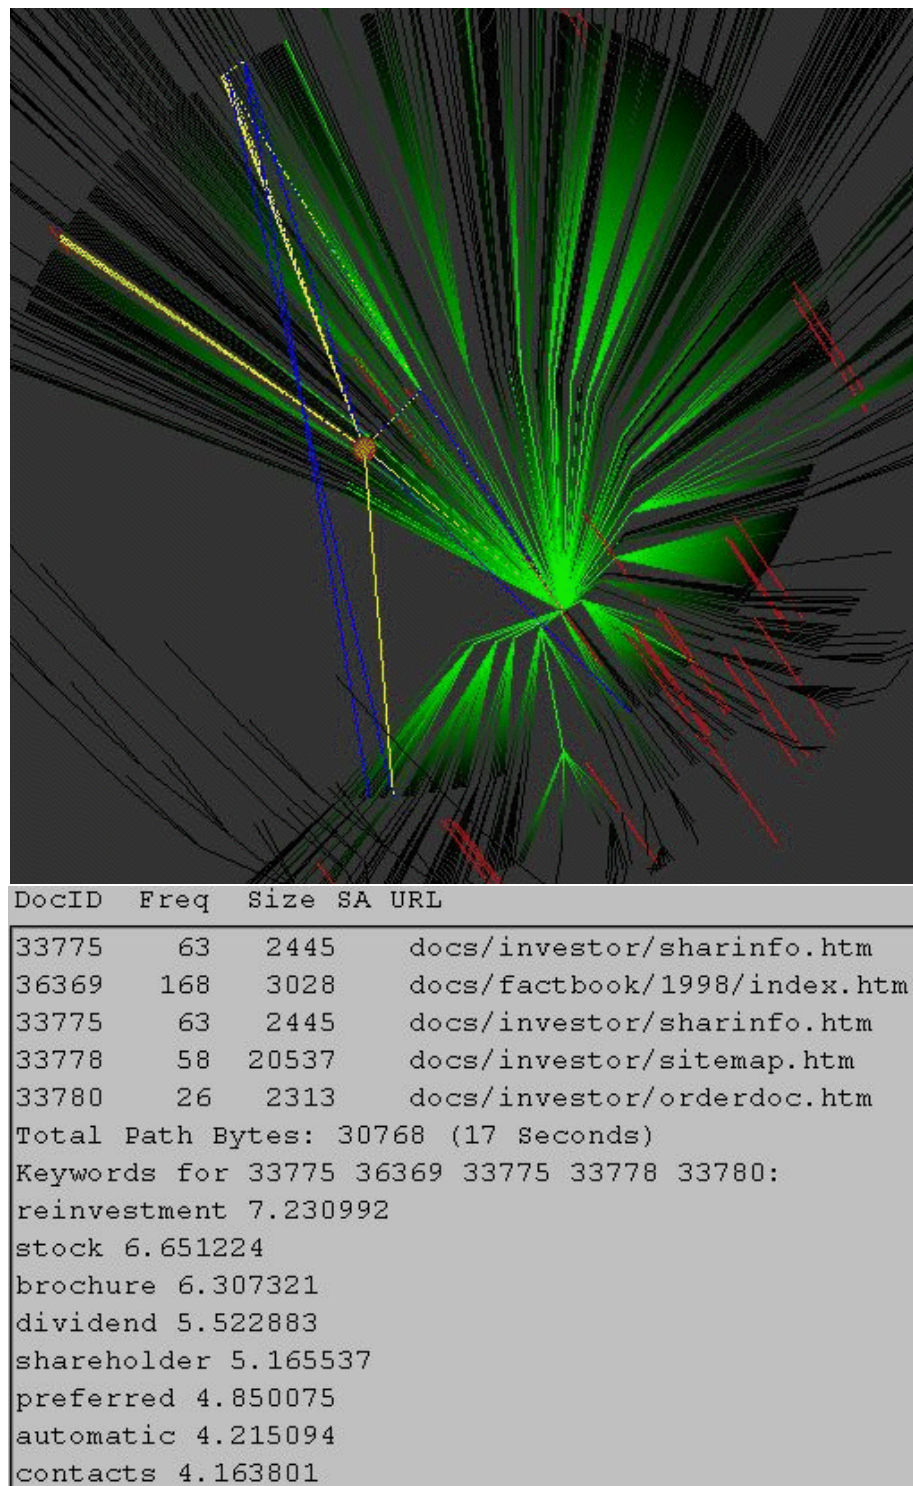 DocID Freq Size SA URL
33775 63 2445 docs/investor/sharinfo.htm
36369 168 3028 docs/factbook/1998/index.htm
33775 63 2445 docs/investor/sharinfo.htm
33778 58 20537 docs/investor/sitemap.htm
33780 26 2313 docs/investor/orderdoc.htm
Total Path Bytes: 30768 (17 Seconds)
Keywords for 33775 36369 33775 33778 33780:
reinvestment 7.230992
stock 6.651224
brochure 6.307321
dividend 5.522883
shareholder 5.165537
preferred 4.850075
automatic 4.215094
contacts 4.163801